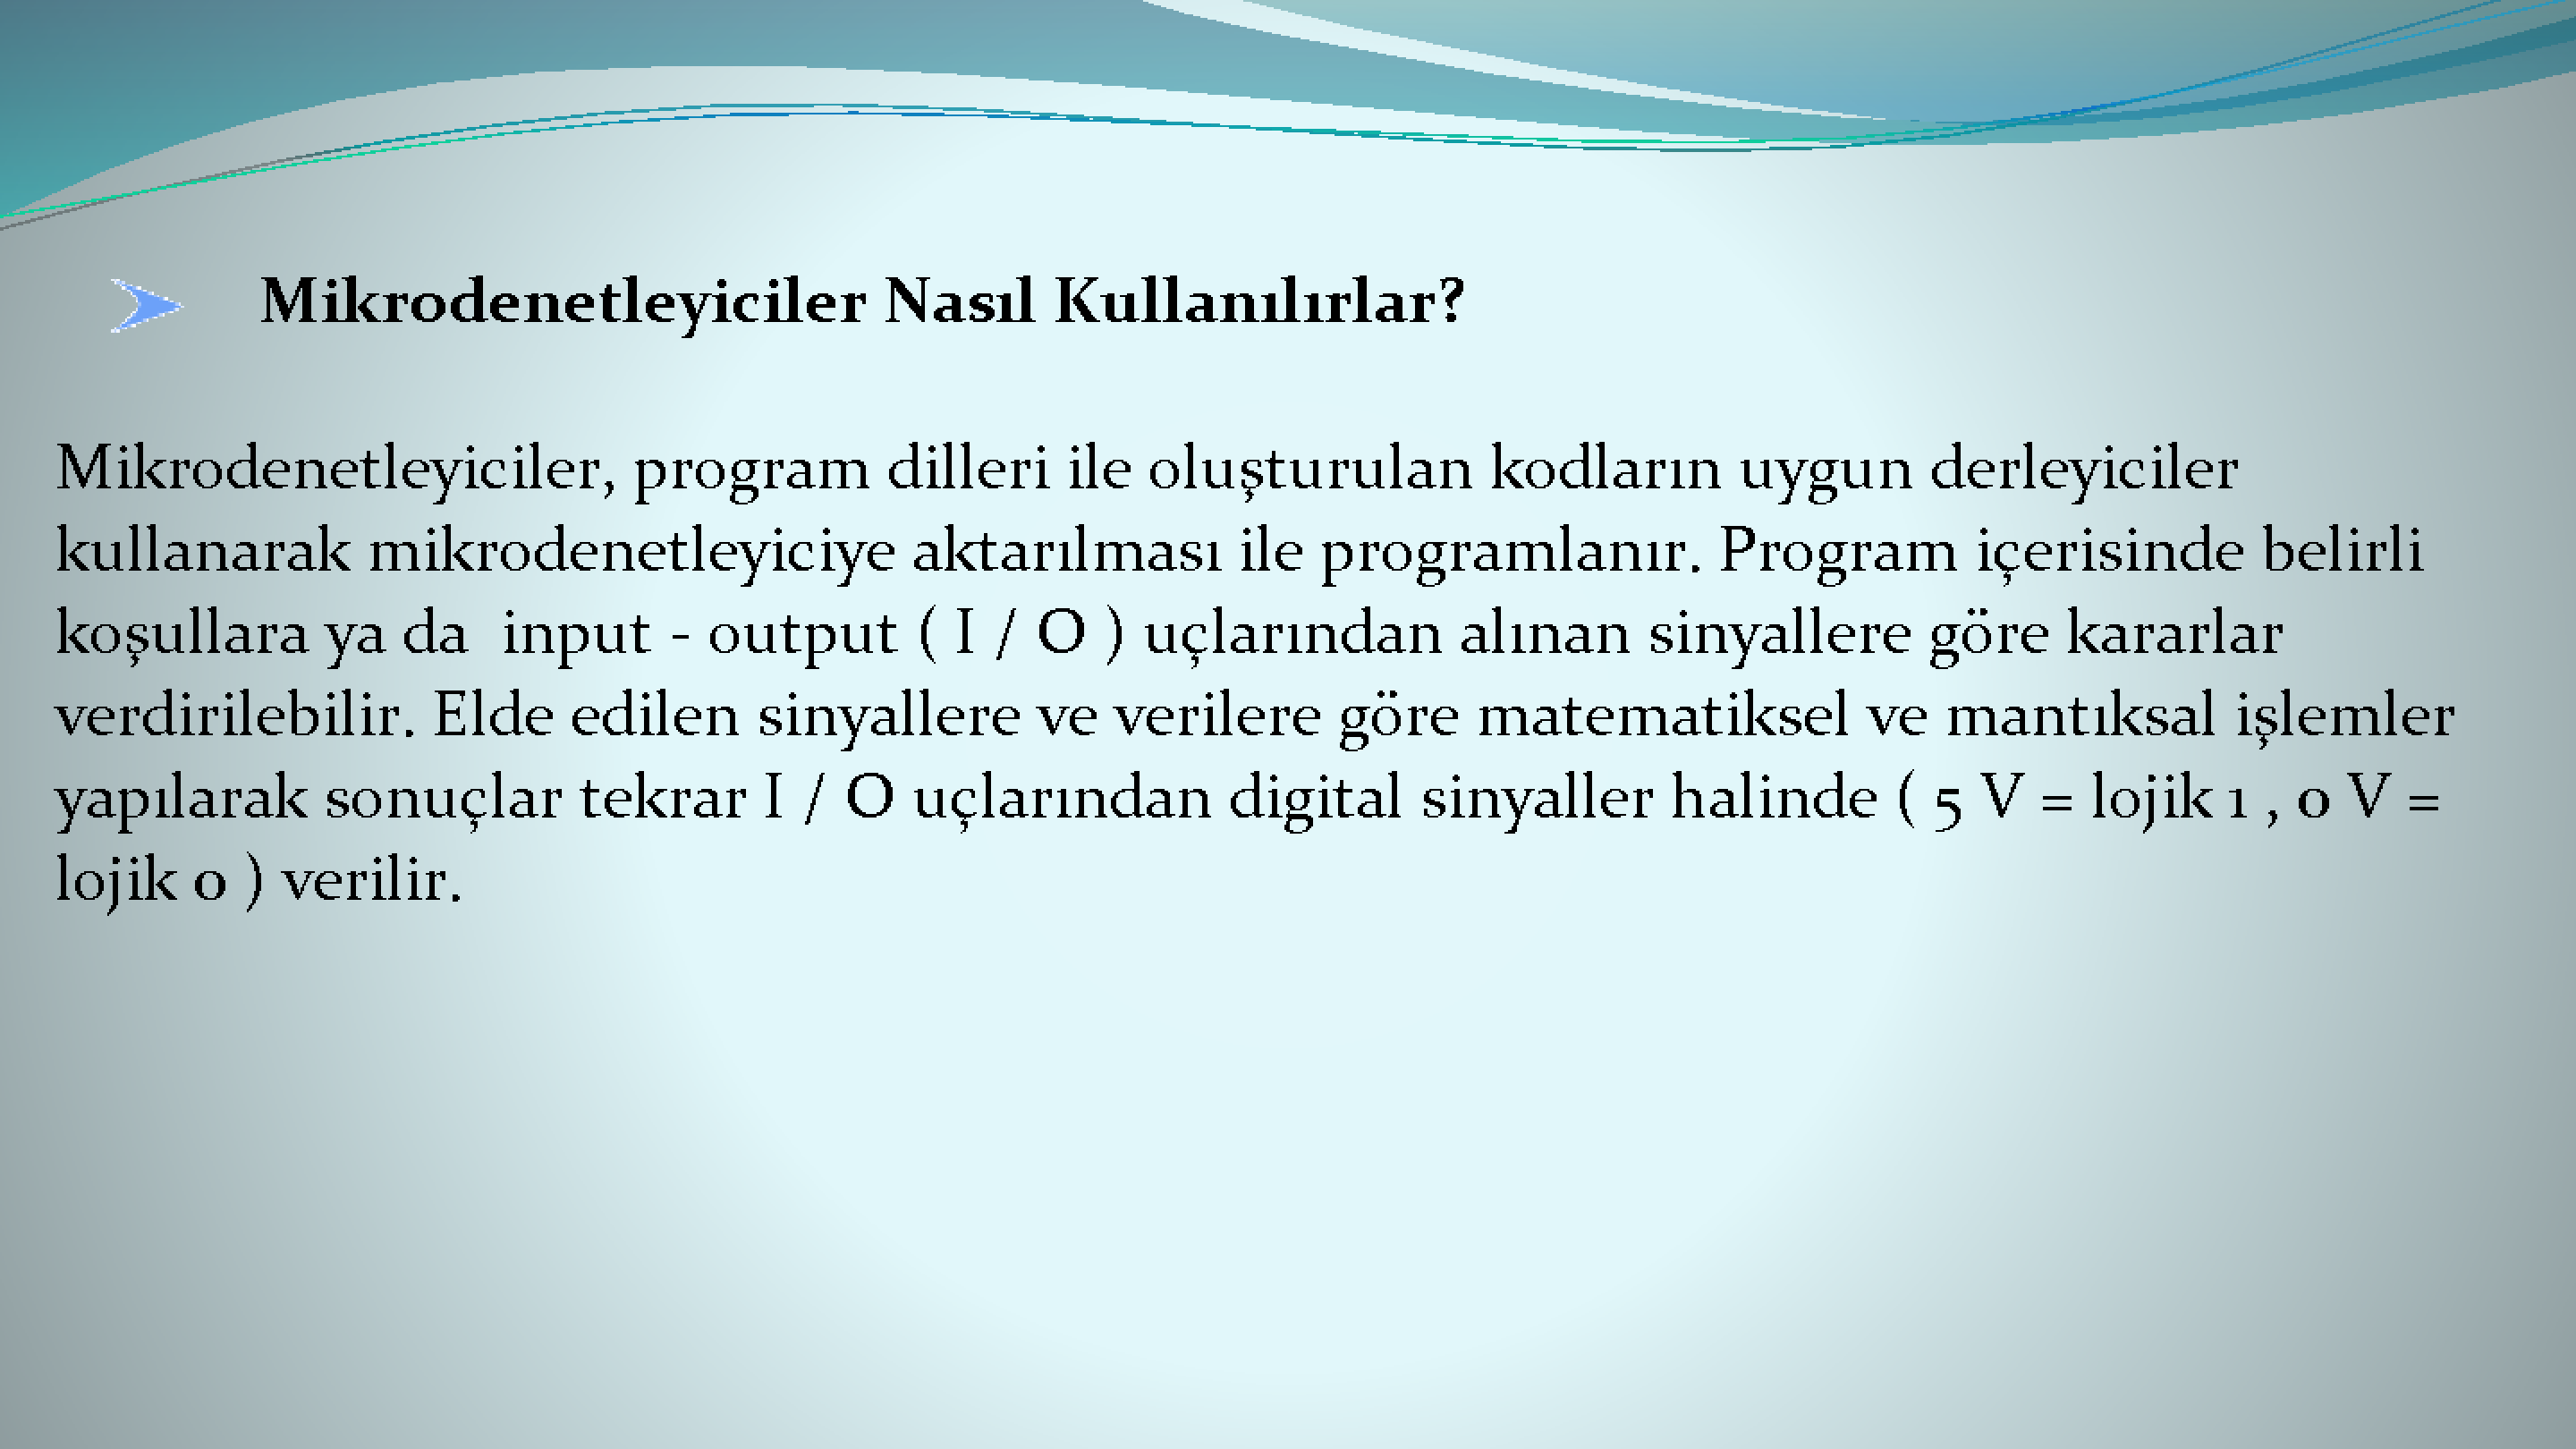 Mikrodenetleyiciler Nasıl Kullanılırlar?
Mikrodenetleyiciler, program dilleri ile oluşturulan kodların uygun derleyiciler
kullanarak mikrodenetleyiciye aktarılması ile programlanır. Program içerisinde belirli
koşullara ya da input - output ( I / O ) uçlarından alınan sinyallere göre kararlar
verdirilebilir. Elde edilen sinyallere ve verilere göre matematiksel ve mantıksal işlemler
yapılarak sonuçlar tekrar I / O uçlarından digital sinyaller halinde ( 5 V = lojik 1 , 0 V =
lojik 0 ) verilir.